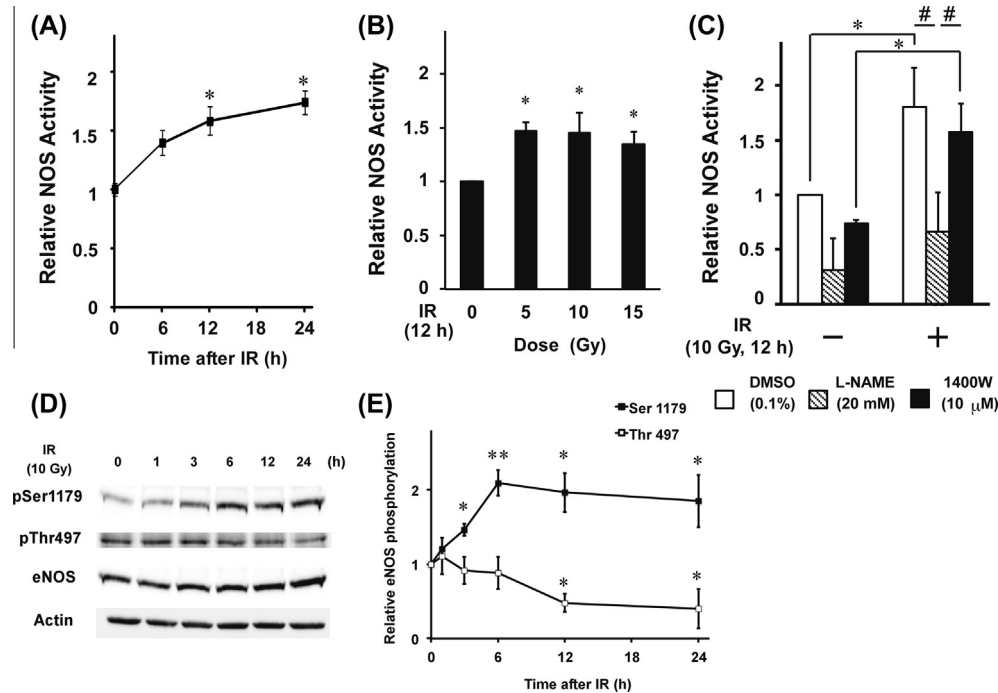 (A)
Relative NOS Activity
2
1.5
1
0.5
0
*
*
0 6 12 18 24
Time after IR (h)
(B)
Relative NOS Activity
2
1.5
1
0.5
0
*
*
*
IR
(12 h)
0 5 10 15
Dose (Gy)
(C)
Relative NOS Activity
2
1.5
1
0.5
0
# #
*
*
IR
(10 Gy, 12 h)
− +
DMSO
(0.1%)
L-NAME
(20 mM)
1400W
(10 μM)
(D)
IR
(10 Gy)
0 1 3 6 12 24 (h)
pSer1179
pThr497
eNOS
Actin
(E)
Ser 1179
Thr 497
Relative eNOS phosphorylation
2
1
0
*
**
*
*
*
*
0 6 12 24
Time after IR (h)